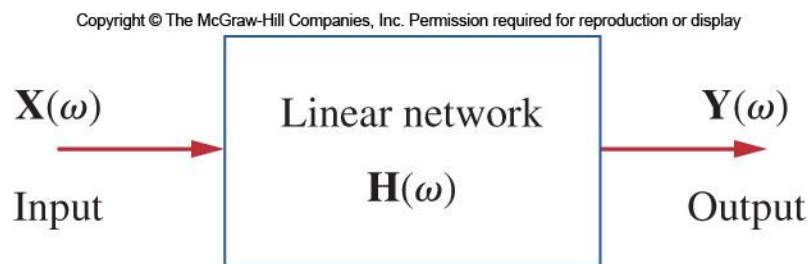 Copyright © The McGraw-Hill Companies, Inc. Permission required for reproduction or display
X(ω)
Linear network
Y(ω)
H(ω)
Input
Output